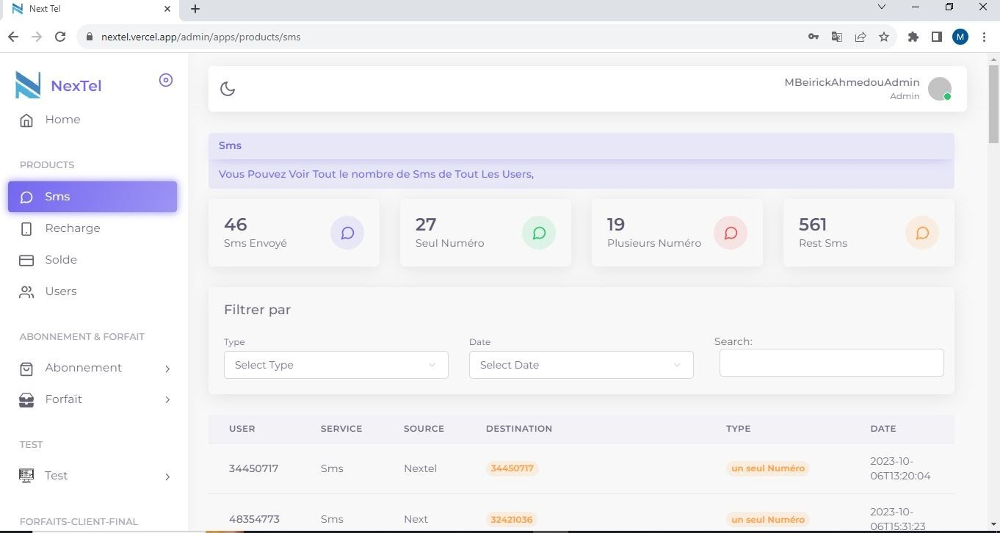 Next Tel
nextel.vercel.app/admin/apps/products/sms
M
NexTel
MBeirickAhmedouAdmin
Admin
Home
PRODUCTS
Sms
Recharge
Solde
Users
ABONNEMENT & FORFAIT
Abonnement
Forfait
TEST
Test
FORFAITS-CLIENT-FINAL
Sms
Vous Pouvez Voir Tout le nombre de Sms de Tout Les Users,
46
Sms Envoyé
27
Seul Numéro
19
Plusieurs Numéro
561
Rest Sms
Filtrer par
Type
Select Type
Date
Select Date
Search:
USER SERVICE SOURCE DESTINATION TYPE DATE
34450717 Sms Nextel 34450717 un seul Numéro 2023-10-
06T13:20:04
48354773 Sms Next 32421036 un seul Numéro 2023-10-
06T15:31:23